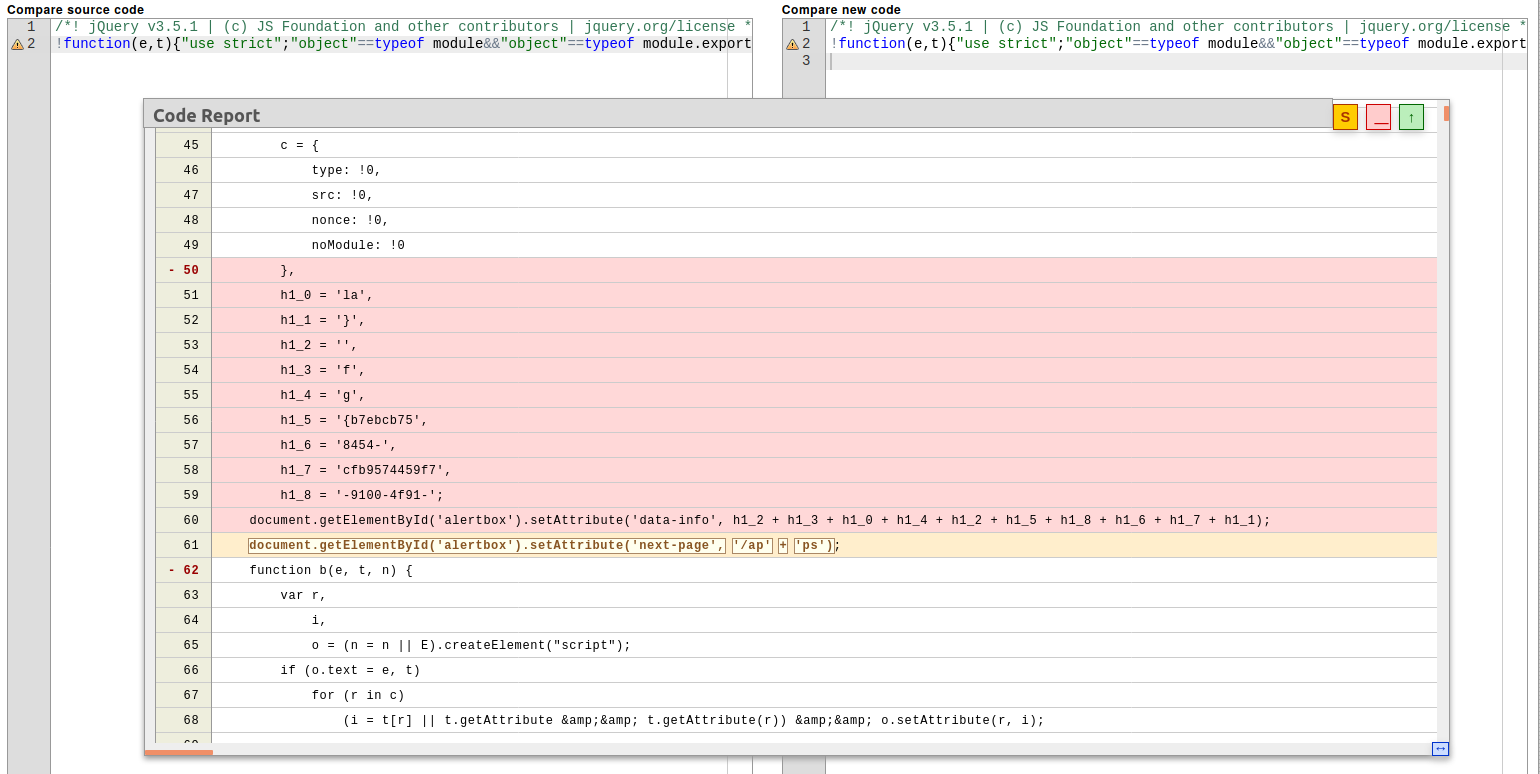 Compare source code
Compare new code
1 /*! jQuery v3.5.1 | (c) JS Foundation and other contributors | jquery.org/license *
2 !function(e,t){"use strict";"object"==typeof module&&"object"==typeof module.export
1 /*! jQuery v3.5.1 | (c) JS Foundation and other contributors | jquery.org/license *
2 !function(e,t){"use strict";"object"==typeof module&&"object"==typeof module.export
3
Code Report
S _ ↑
45 c = {
46 type: !0,
47 src: !0,
48 nonce: !0,
49 noModule: !0
- 50 },
51 h1_0 = 'la',
52 h1_1 = '}',
53 h1_2 = '',
54 h1_3 = 'f',
55 h1_4 = 'g',
56 h1_5 = '{b7ebcb75',
57 h1_6 = '8454-',
58 h1_7 = 'cfb9574459f7',
59 h1_8 = '-9100-4f91-';
60 document.getElementById('alertbox').setAttribute('data-info', h1_2 + h1_3 + h1_0 + h1_4 + h1_2 + h1_5 + h1_8 + h1_6 + h1_7 + h1_1);
61 document.getElementById('alertbox').setAttribute('next-page', '/ap' + 'ps');
- 62 function b(e, t, n) {
63 var r,
64 i,
65 o = (n = n || E).createElement("script");
66 if (o.text = e, t)
67 for (r in c)
68 (i = t[r] || t.getAttribute &amp;&amp; t.getAttribute(r)) &amp;&amp; o.setAttribute(r, i);